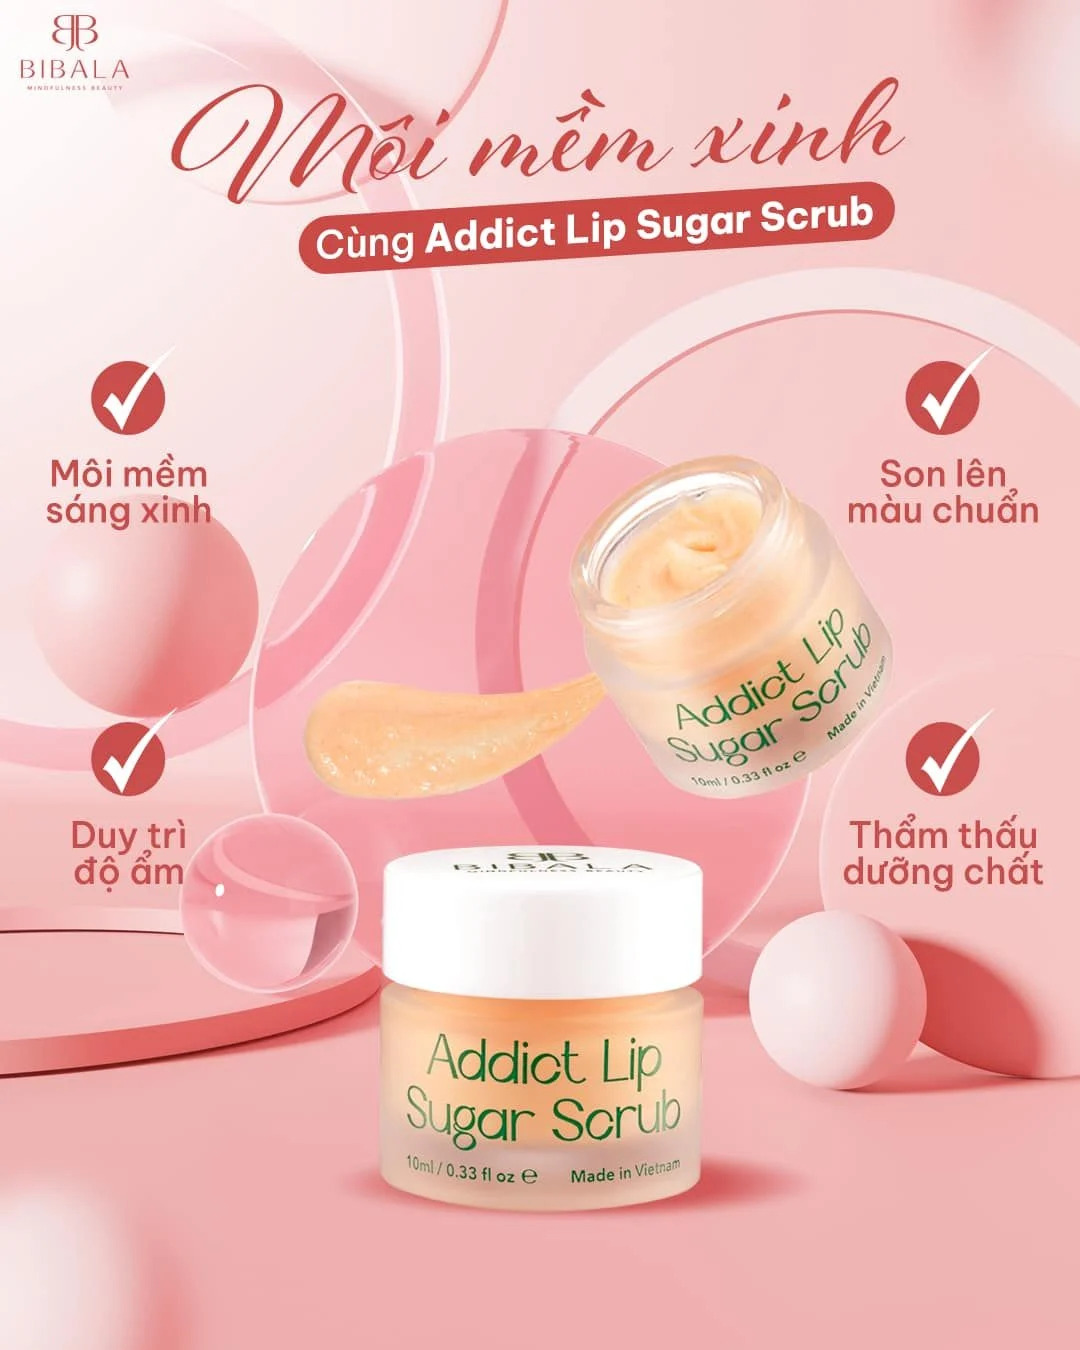 BIBALA
MINDFULNESS BEAUTY
Môi mềm xinh
Cùng Addict Lip Sugar Scrub
Môi mềm
sáng xinh
Son lên
màu chuẩn
Addict Lip
Sugar Scrub
10ml / 0.33 fl oz ℮ Made in Vietnam
Duy trì
độ ẩm
Thẩm thấu
dưỡng chất
BIBALA
MINDFULNESS BEAUTY
Addict Lip
Sugar Scrub
10ml / 0.33 fl oz ℮ Made in Vietnam